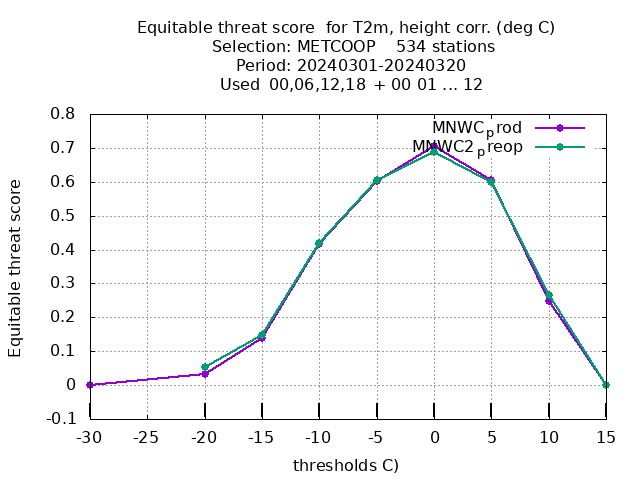 Equitable threat score  for T2m, height corr. (deg C)
Selection: METCOOP    534 stations
Period: 20240301-20240320
Used  00,06,12,18  + 00 01 ... 12
MNWCprod
MNWC2preop
0.8
0.7
0.6
0.5
0.4
0.3
0.2
0.1
0
-0.1
Equitable threat score
-30 -25 -20 -15 -10 -5 0 5 10 15
thresholds C)